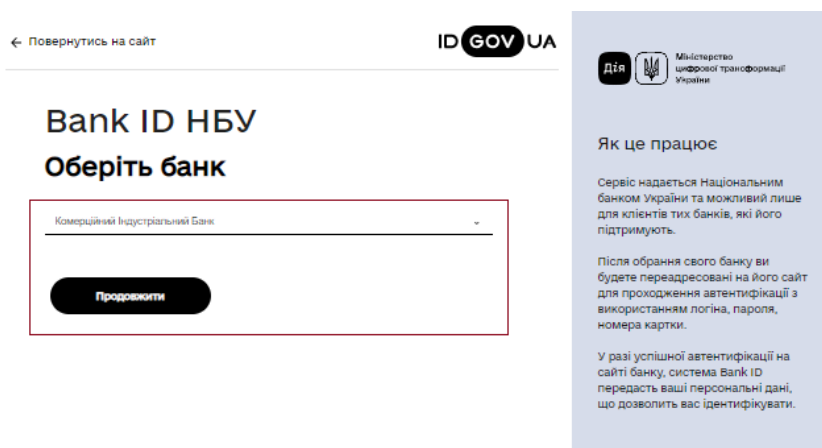 ← Повернутись на сайт
ID GOV UA
Bank ID НБУ
Оберіть банк
Комерційний Індустріальний Банк
Продовжити
Дія
Міністерство
цифрової трансформації
України
Як це працює
Сервіс надається Національним
банком України та можливий лише
для клієнтів тих банків, які його
підтримують.
Після обрання свого банку ви
будете переадресовані на його сайт
для проходження автентифікації з
використанням логіна, пароля,
номера картки.
У разі успішної автентифікації на
сайті банку, система Bank ID
передасть ваші персональні дані,
що дозволить вас ідентифікувати.